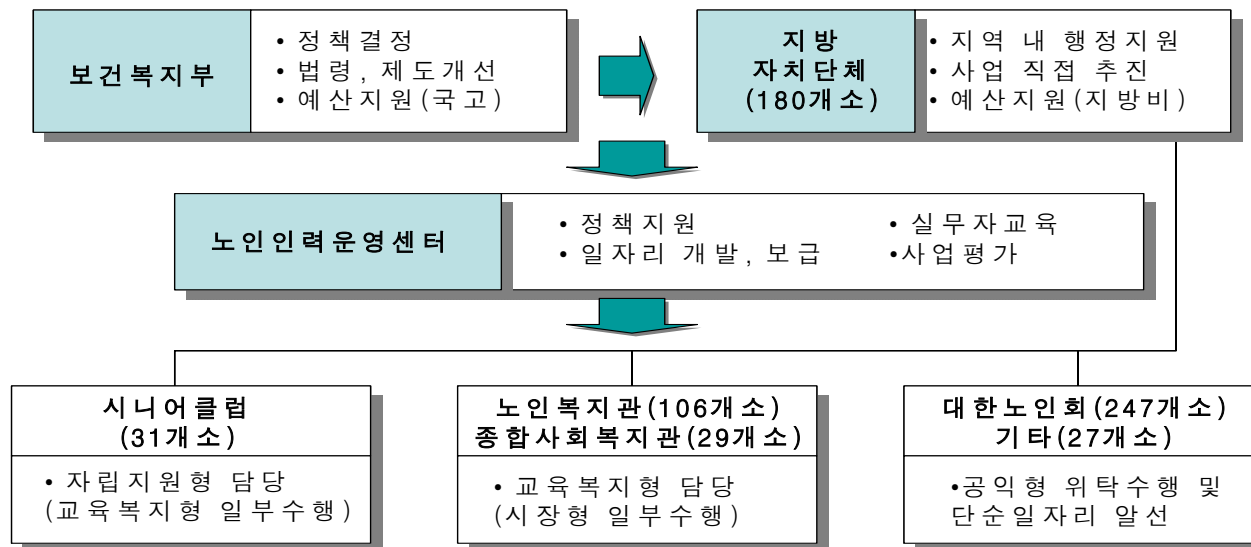 보건복지부
• 정책결정
• 법령, 제도개선
• 예산지원(국고)
지방
자치단체
(180개소)
• 지역 내 행정지원
• 사업 직접 추진
• 예산지원(지방비)
노인인력운영센터
• 정책지원
• 일자리 개발, 보급
• 실무자교육
•사업평가
시니어클럽
(31개소)
• 자립지원형 담당
(교육복지형 일부수행)
노인복지관(106개소)
종합사회복지관(29개소)
• 교육복지형 담당
(시장형 일부수행)
대한노인회(247개소)
기타(27개소)
•공익형 위탁수행 및
단순일자리 알선